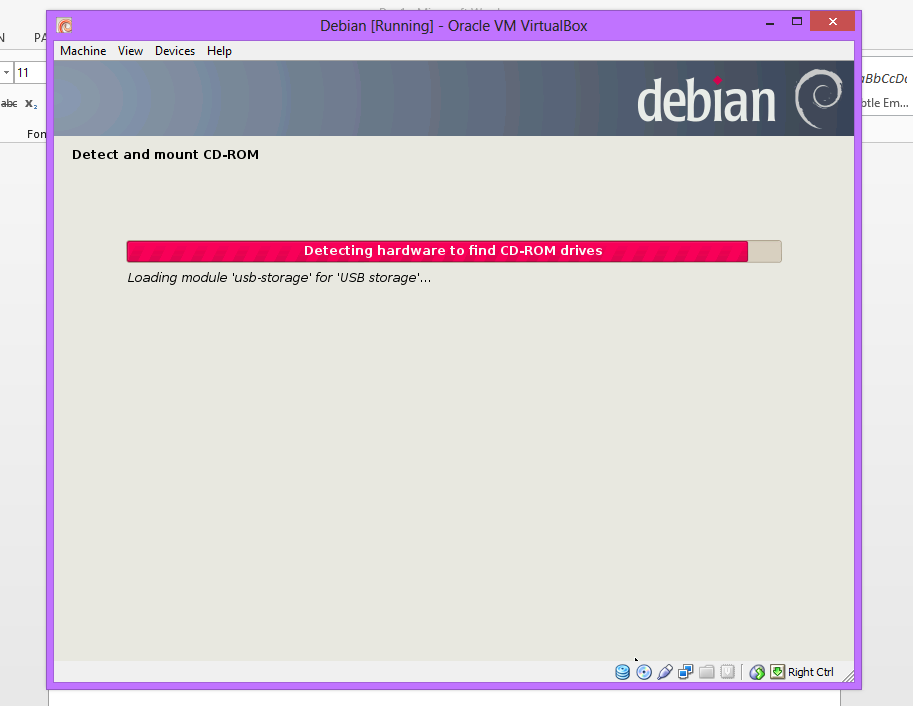 Debian [Running] - Oracle VM VirtualBox
Machine View Devices Help
11
abc X₂
Fon
debian
aBbCcDc
otle Em...
Detect and mount CD-ROM
Detecting hardware to find CD-ROM drives
Loading module 'usb-storage' for 'USB storage'...
Right Ctrl